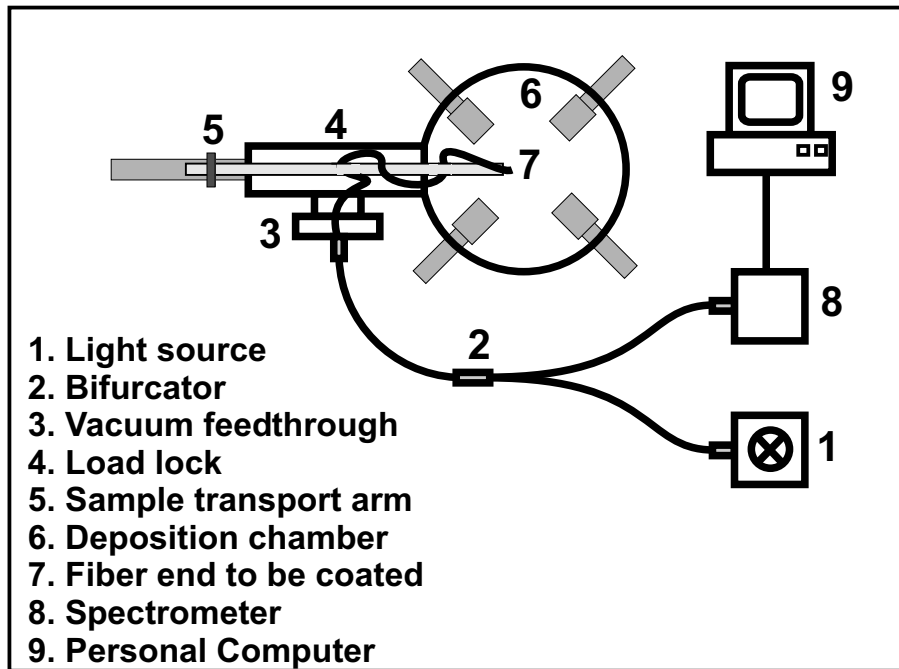 6
9
4
5
7
3
8
2
1
1. Light source
2. Bifurcator
3. Vacuum feedthrough
4. Load lock
5. Sample transport arm
6. Deposition chamber
7. Fiber end to be coated
8. Spectrometer
9. Personal Computer